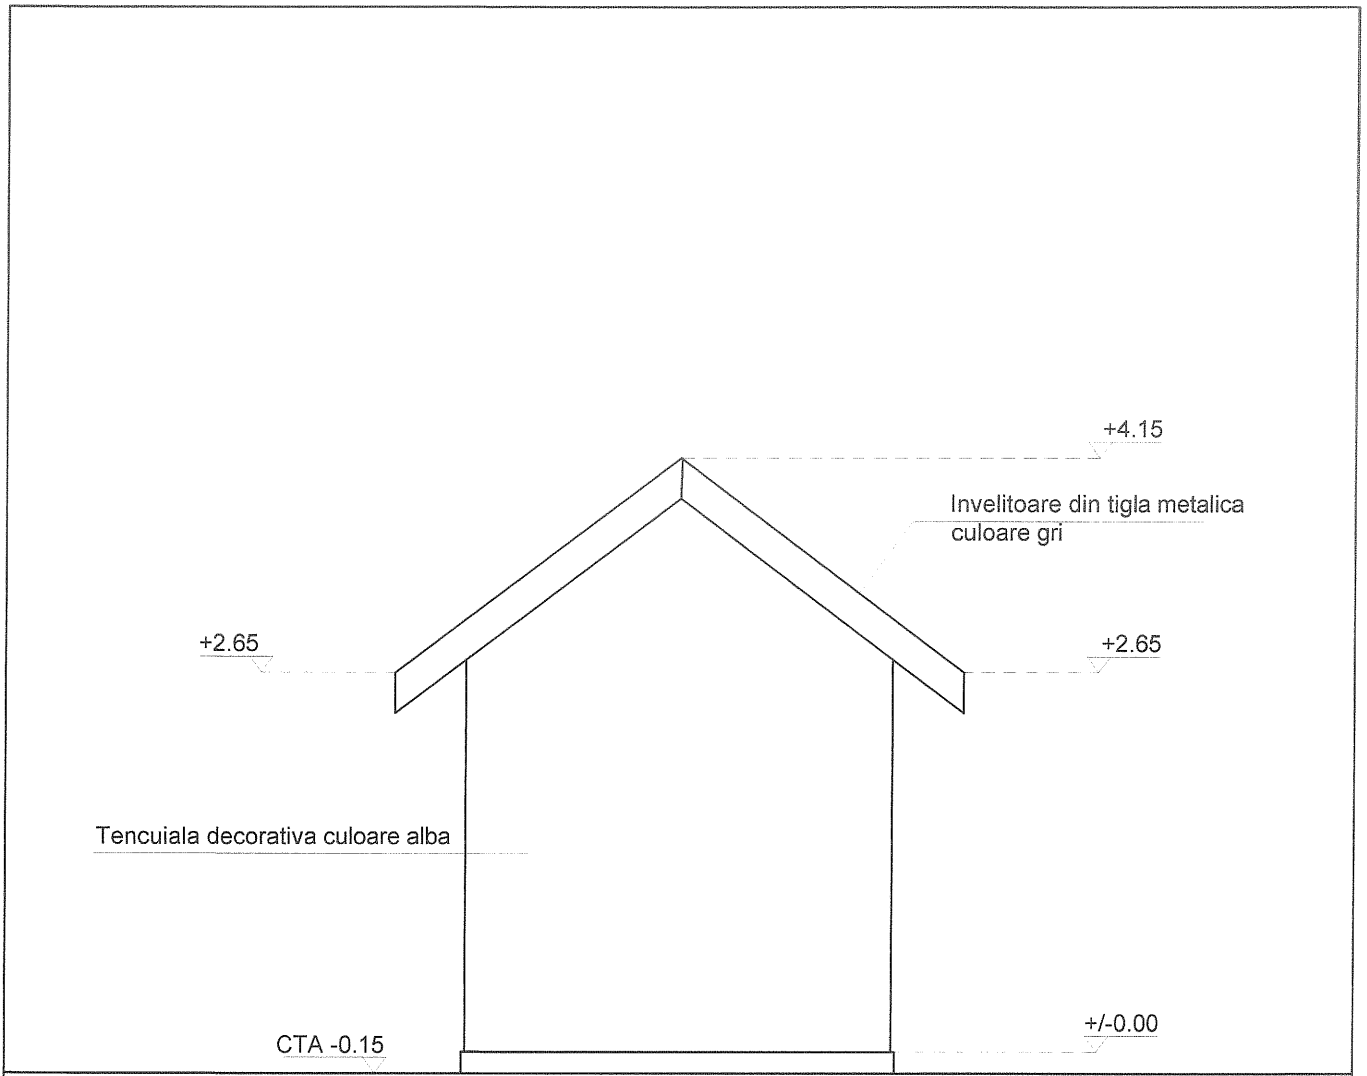 +4.15
Invelitoare din tigla metalica
culoare gri
+2.65
+2.65
Tencuiala decorativa culoare alba
+/-0.00
CTA -0.15